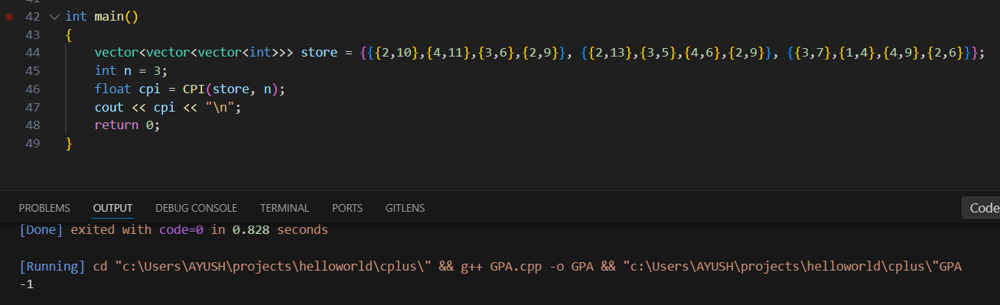 42 int main()
43 {
44 vector<vector<vector<int>>> store = {{{2,10},{4,11},{3,6},{2,9}}, {{2,13},{3,5},{4,6},{2,9}}, {{3,7},{1,4},{4,9},{2,6}}};
45 int n = 3;
46 float cpi = CPI(store, n);
47 cout << cpi << "\n";
48 return 0;
49 }
PROBLEMS OUTPUT DEBUG CONSOLE TERMINAL PORTS GITLENS Code
[Done] exited with code=0 in 0.828 seconds
[Running] cd "c:\Users\AYUSH\projects\helloworld\cplus\" && g++ GPA.cpp -o GPA && "c:\Users\AYUSH\projects\helloworld\cplus\"GPA
-1